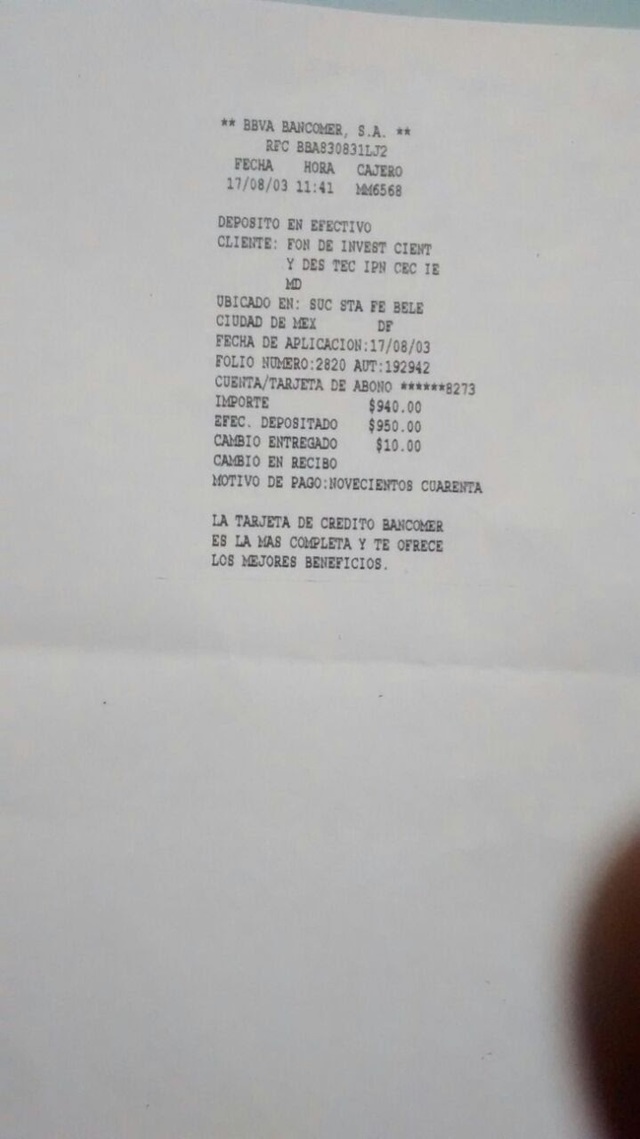 ** BBVA BANCOMER, S.A. **
RFC BBA830831LJ2
FECHA HORA CAJERO
17/08/03 11:41 MM6568
DEPOSITO EN EFECTIVO
CLIENTE: FON DE INVEST CIENT
Y DES TEC IPN CEC IE
MD
UBICADO EN: SUC STA FE BELE
CIUDAD DE MEX DF
FECHA DE APLICACION:17/08/03
FOLIO NUMERO:2820 AUT:192942
CUENTA/TARJETA DE ABONO ******8273
IMPORTE $940.00
EFEC. DEPOSITADO $950.00
CAMBIO ENTREGADO $10.00
CAMBIO EN RECIBO
MOTIVO DE PAGO:NOVECIENTOS CUARENTA
LA TARJETA DE CREDITO BANCOMER
ES LA MAS COMPLETA Y TE OFRECE
LOS MEJORES BENEFICIOS.